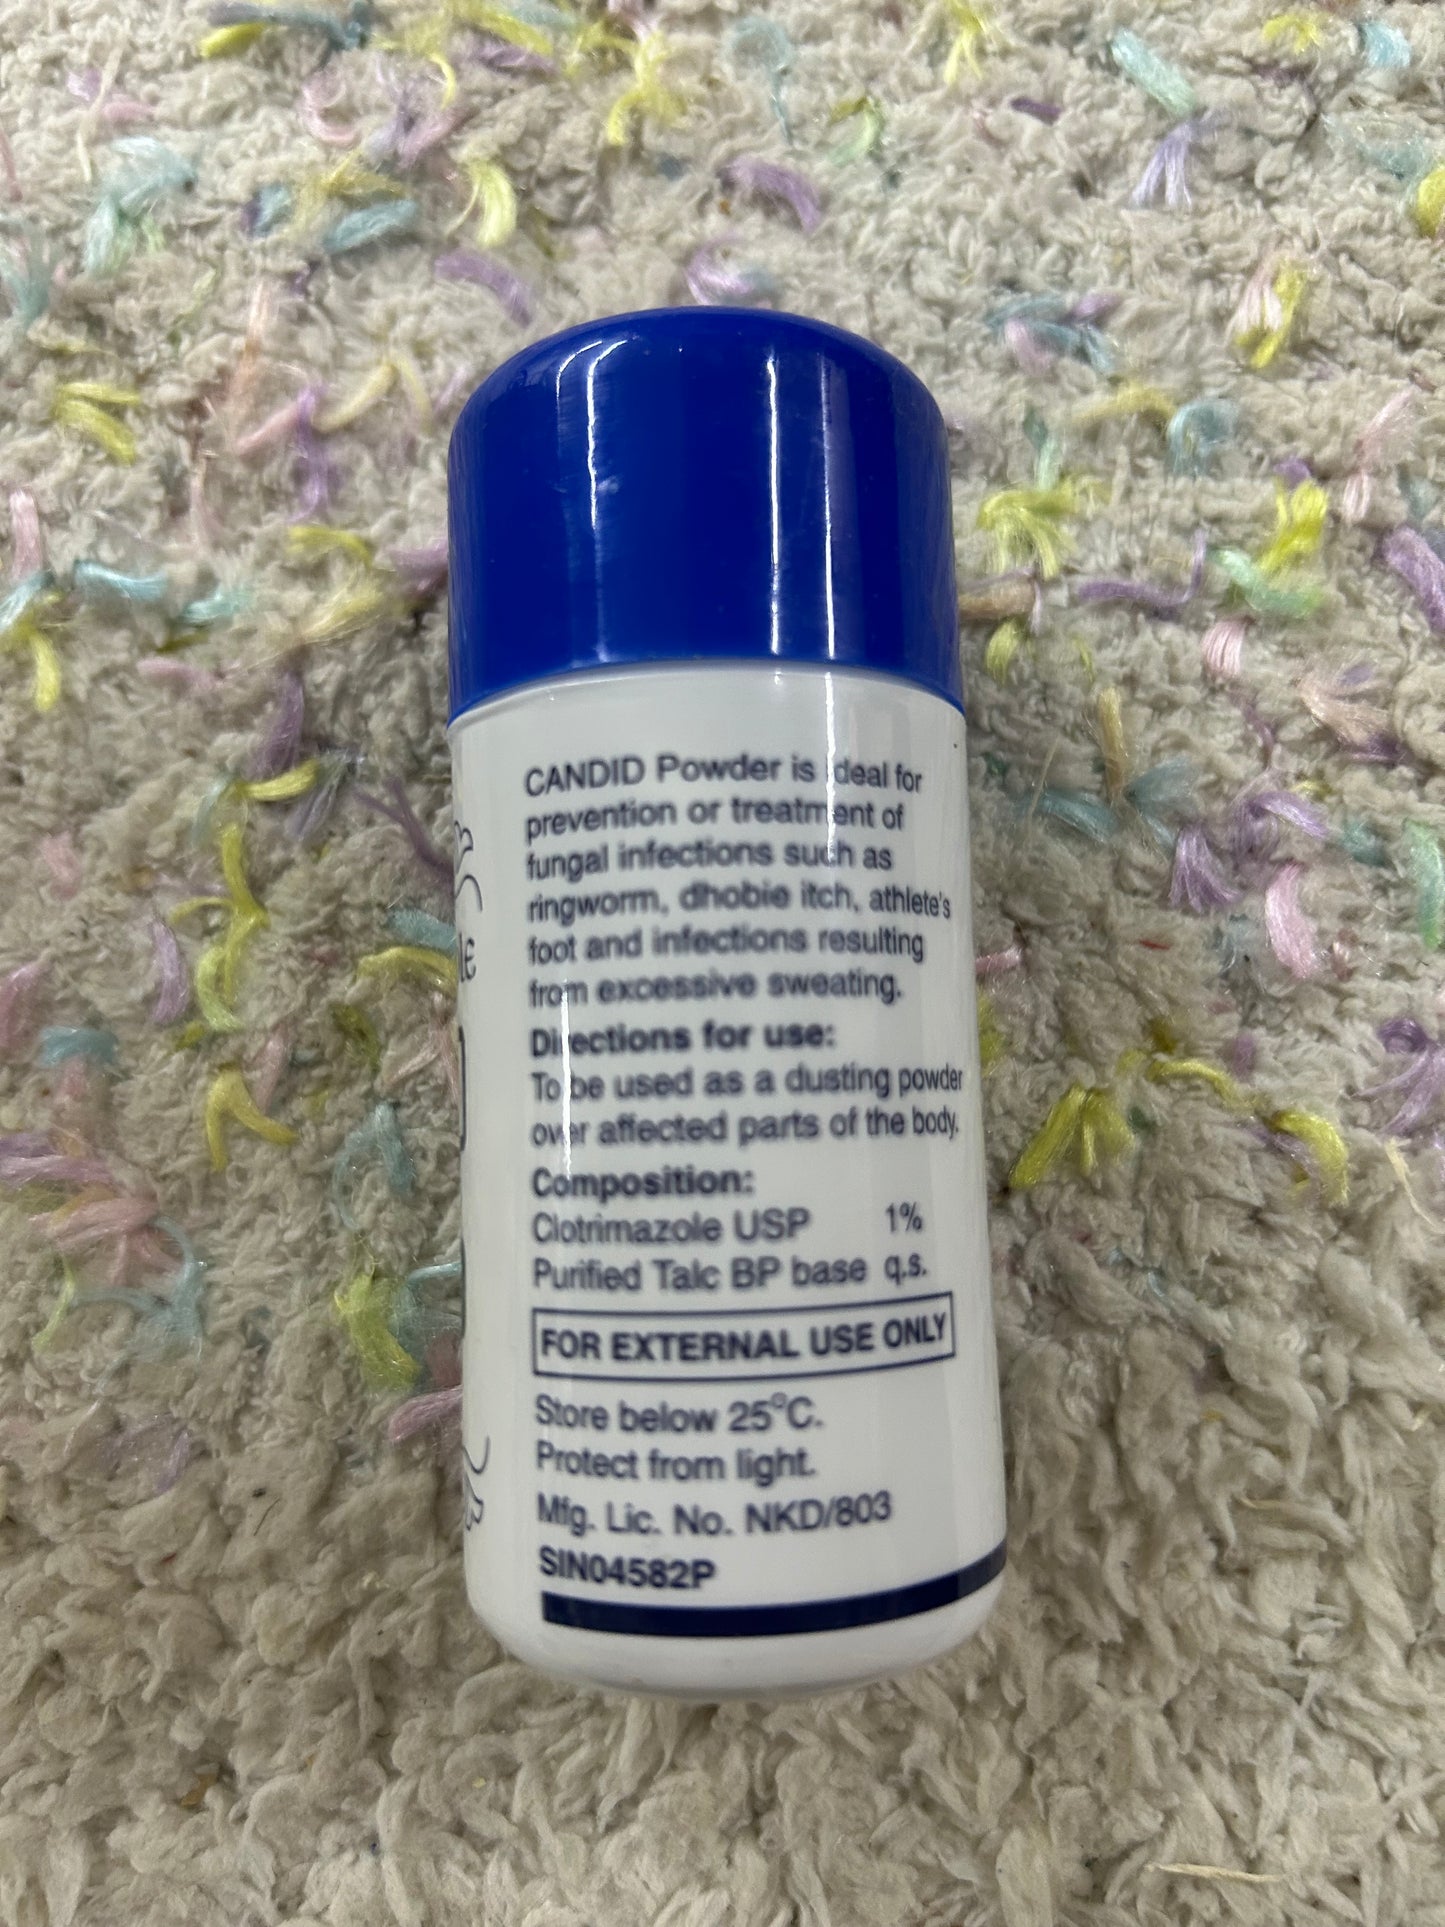 CANDID Powder is ideal for
prevention or treatment of
fungal infections such as
ringworm, dhobie itch, athlete's
foot and infections resulting
from excessive sweating.
Directions for use:
To be used as a dusting powder
over affected parts of the body.
Composition:
Clotrimazole USP 1%
Purified Talc BP base q.s.
FOR EXTERNAL USE ONLY
Store below 25°C.
Protect from light.
Mfg. Lic. No. NKD/803
SIN04582P